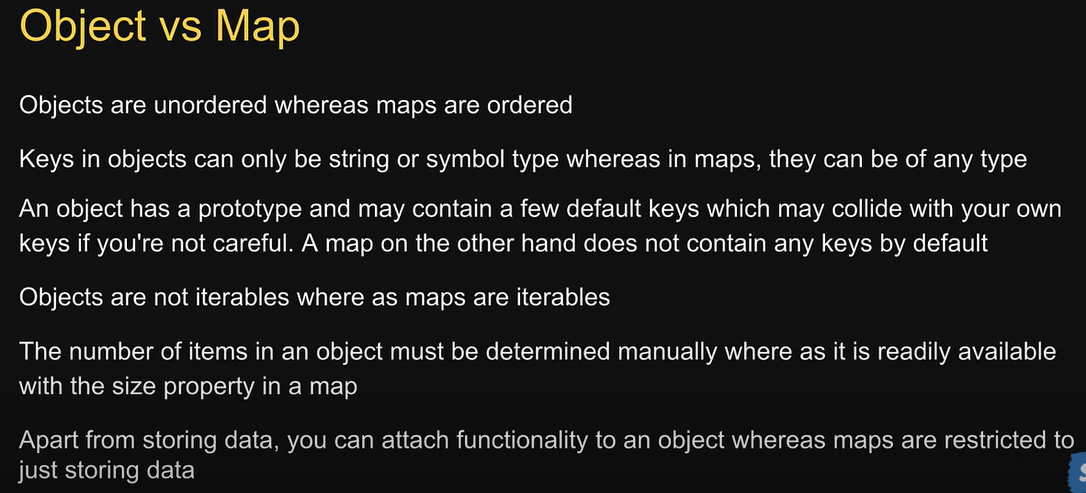 Object vs Map
Objects are unordered whereas maps are ordered
Keys in objects can only be string or symbol type whereas in maps, they can be of any type
An object has a prototype and may contain a few default keys which may collide with your own
keys if you're not careful. A map on the other hand does not contain any keys by default
Objects are not iterables where as maps are iterables
The number of items in an object must be determined manually where as it is readily available
with the size property in a map
Apart from storing data, you can attach functionality to an object whereas maps are restricted to
just storing data